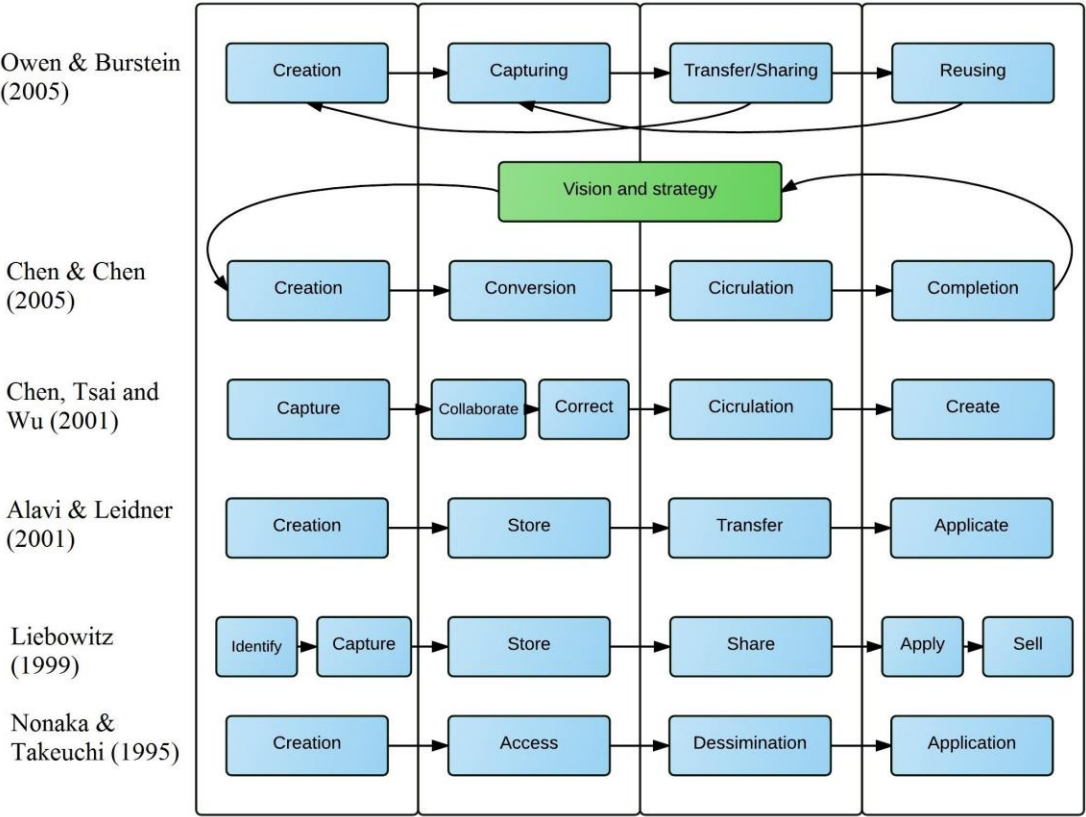 Owen & Burstein
(2005)
Creation
Capturing
Transfer/Sharing
Reusing
Vision and strategy
Chen & Chen
(2005)
Creation
Conversion
Cicrulation
Completion
Chen, Tsai and
Wu (2001)
Capture
Collaborate
Correct
Cicrulation
Create
Alavi & Leidner
(2001)
Creation
Store
Transfer
Applicate
Liebowitz
(1999)
Identify
Capture
Store
Share
Apply
Sell
Nonaka &
Takeuchi (1995)
Creation
Access
Dessimination
Application